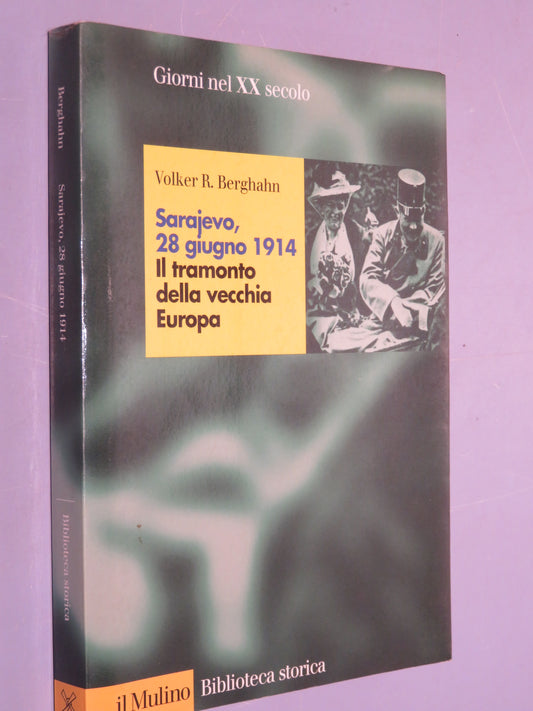 Giorni nel XX secolo
Volker R. Berghahn
Sarajevo,
28 giugno 1914
Il tramonto
della vecchia
Europa
il Mulino
Biblioteca storica
Berghahn
Sarajevo, 28 giugno 1914
Biblioteca storica